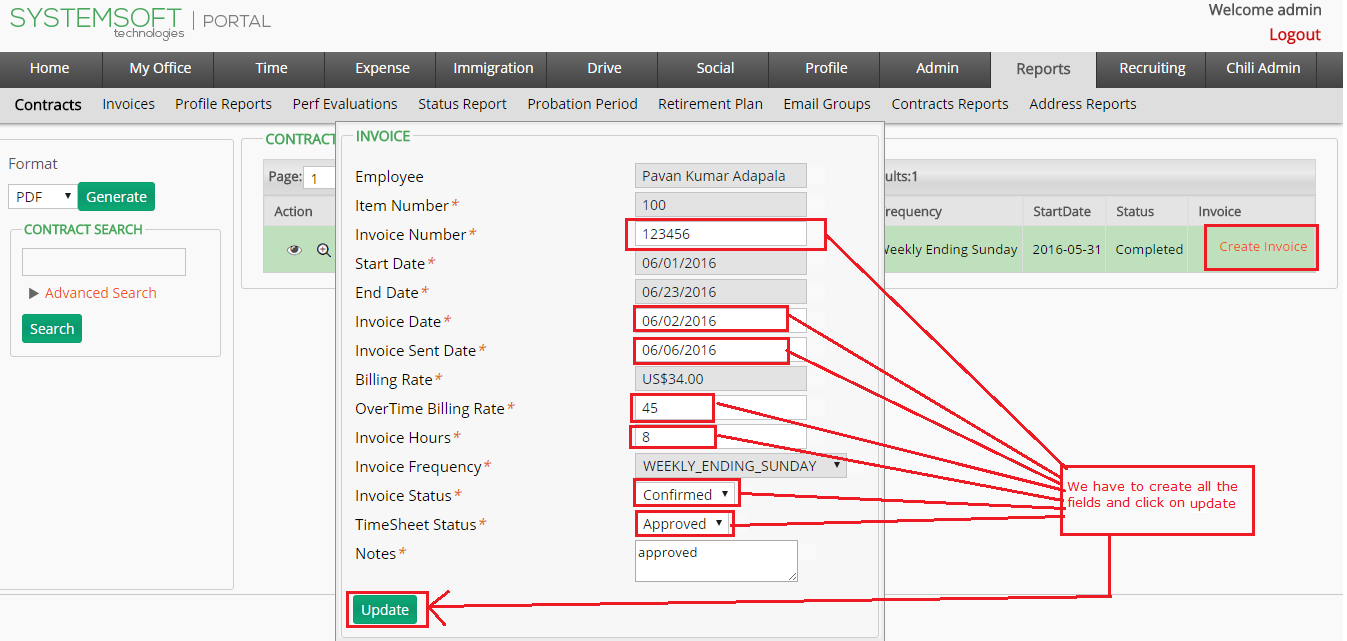 SYSTEMSOFT | PORTAL
technologies
Welcome admin
Logout
Home My Office Time Expense Immigration Drive Social Profile Admin Reports Recruiting Chili Admin
Contracts Invoices Profile Reports Perf Evaluations Status Report Probation Period Retirement Plan Email Groups Contracts Reports Address Reports
Format
PDF Generate
CONTRACT SEARCH
Advanced Search
Search
CONTRACT
Page: 1
ults:1
Action
requency StartDate Status Invoice
Weekly Ending Sunday 2016-05-31 Completed Create Invoice
INVOICE
Employee Pavan Kumar Adapala
Item Number* 100
Invoice Number* 123456
Start Date* 06/01/2016
End Date* 06/23/2016
Invoice Date* 06/02/2016
Invoice Sent Date* 06/06/2016
Billing Rate* US$34.00
OverTime Billing Rate* 45
Invoice Hours* 8
Invoice Frequency* WEEKLY_ENDING_SUNDAY
Invoice Status* Confirmed
TimeSheet Status* Approved
Notes* approved
Update
We have to create all the
fields and click on update